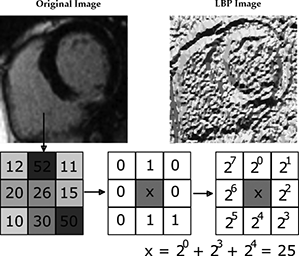 Original Image LBP Image
12 52 11 0 1 0 2^7 2^0 2^1
20 26 15 0 x 0 2^6 x 2^2
10 30 50 0 1 1 2^5 2^4 2^3
x = 2^0 + 2^3 + 2^4 = 25